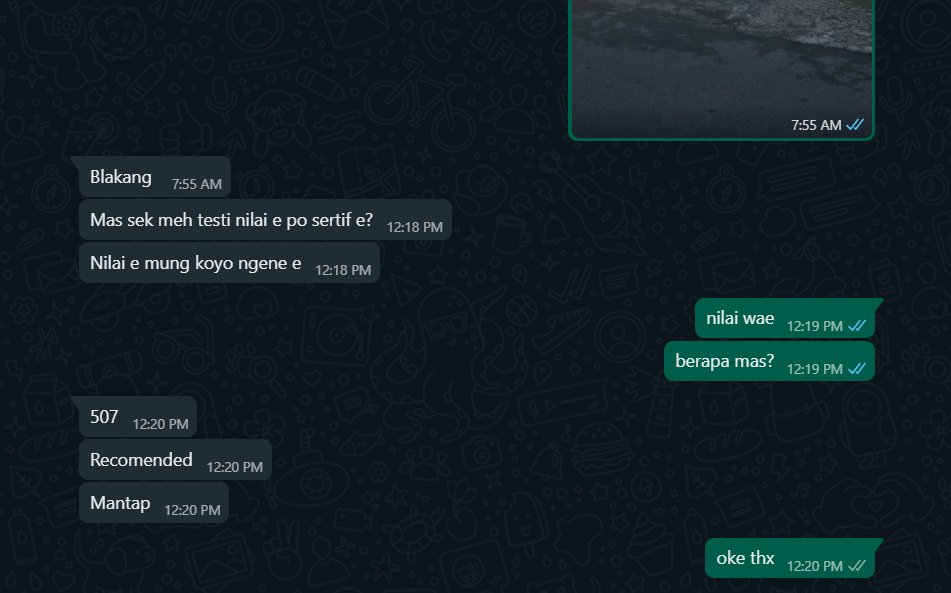 7:55 AM
Blakang 7:55 AM
Mas sek meh testi nilai e po sertif e? 12:18 PM
Nilai e mung koyo ngene e 12:18 PM
nilai wae 12:19 PM
berapa mas? 12:19 PM
507 12:20 PM
Recomended 12:20 PM
Mantap 12:20 PM
oke thx 12:20 PM